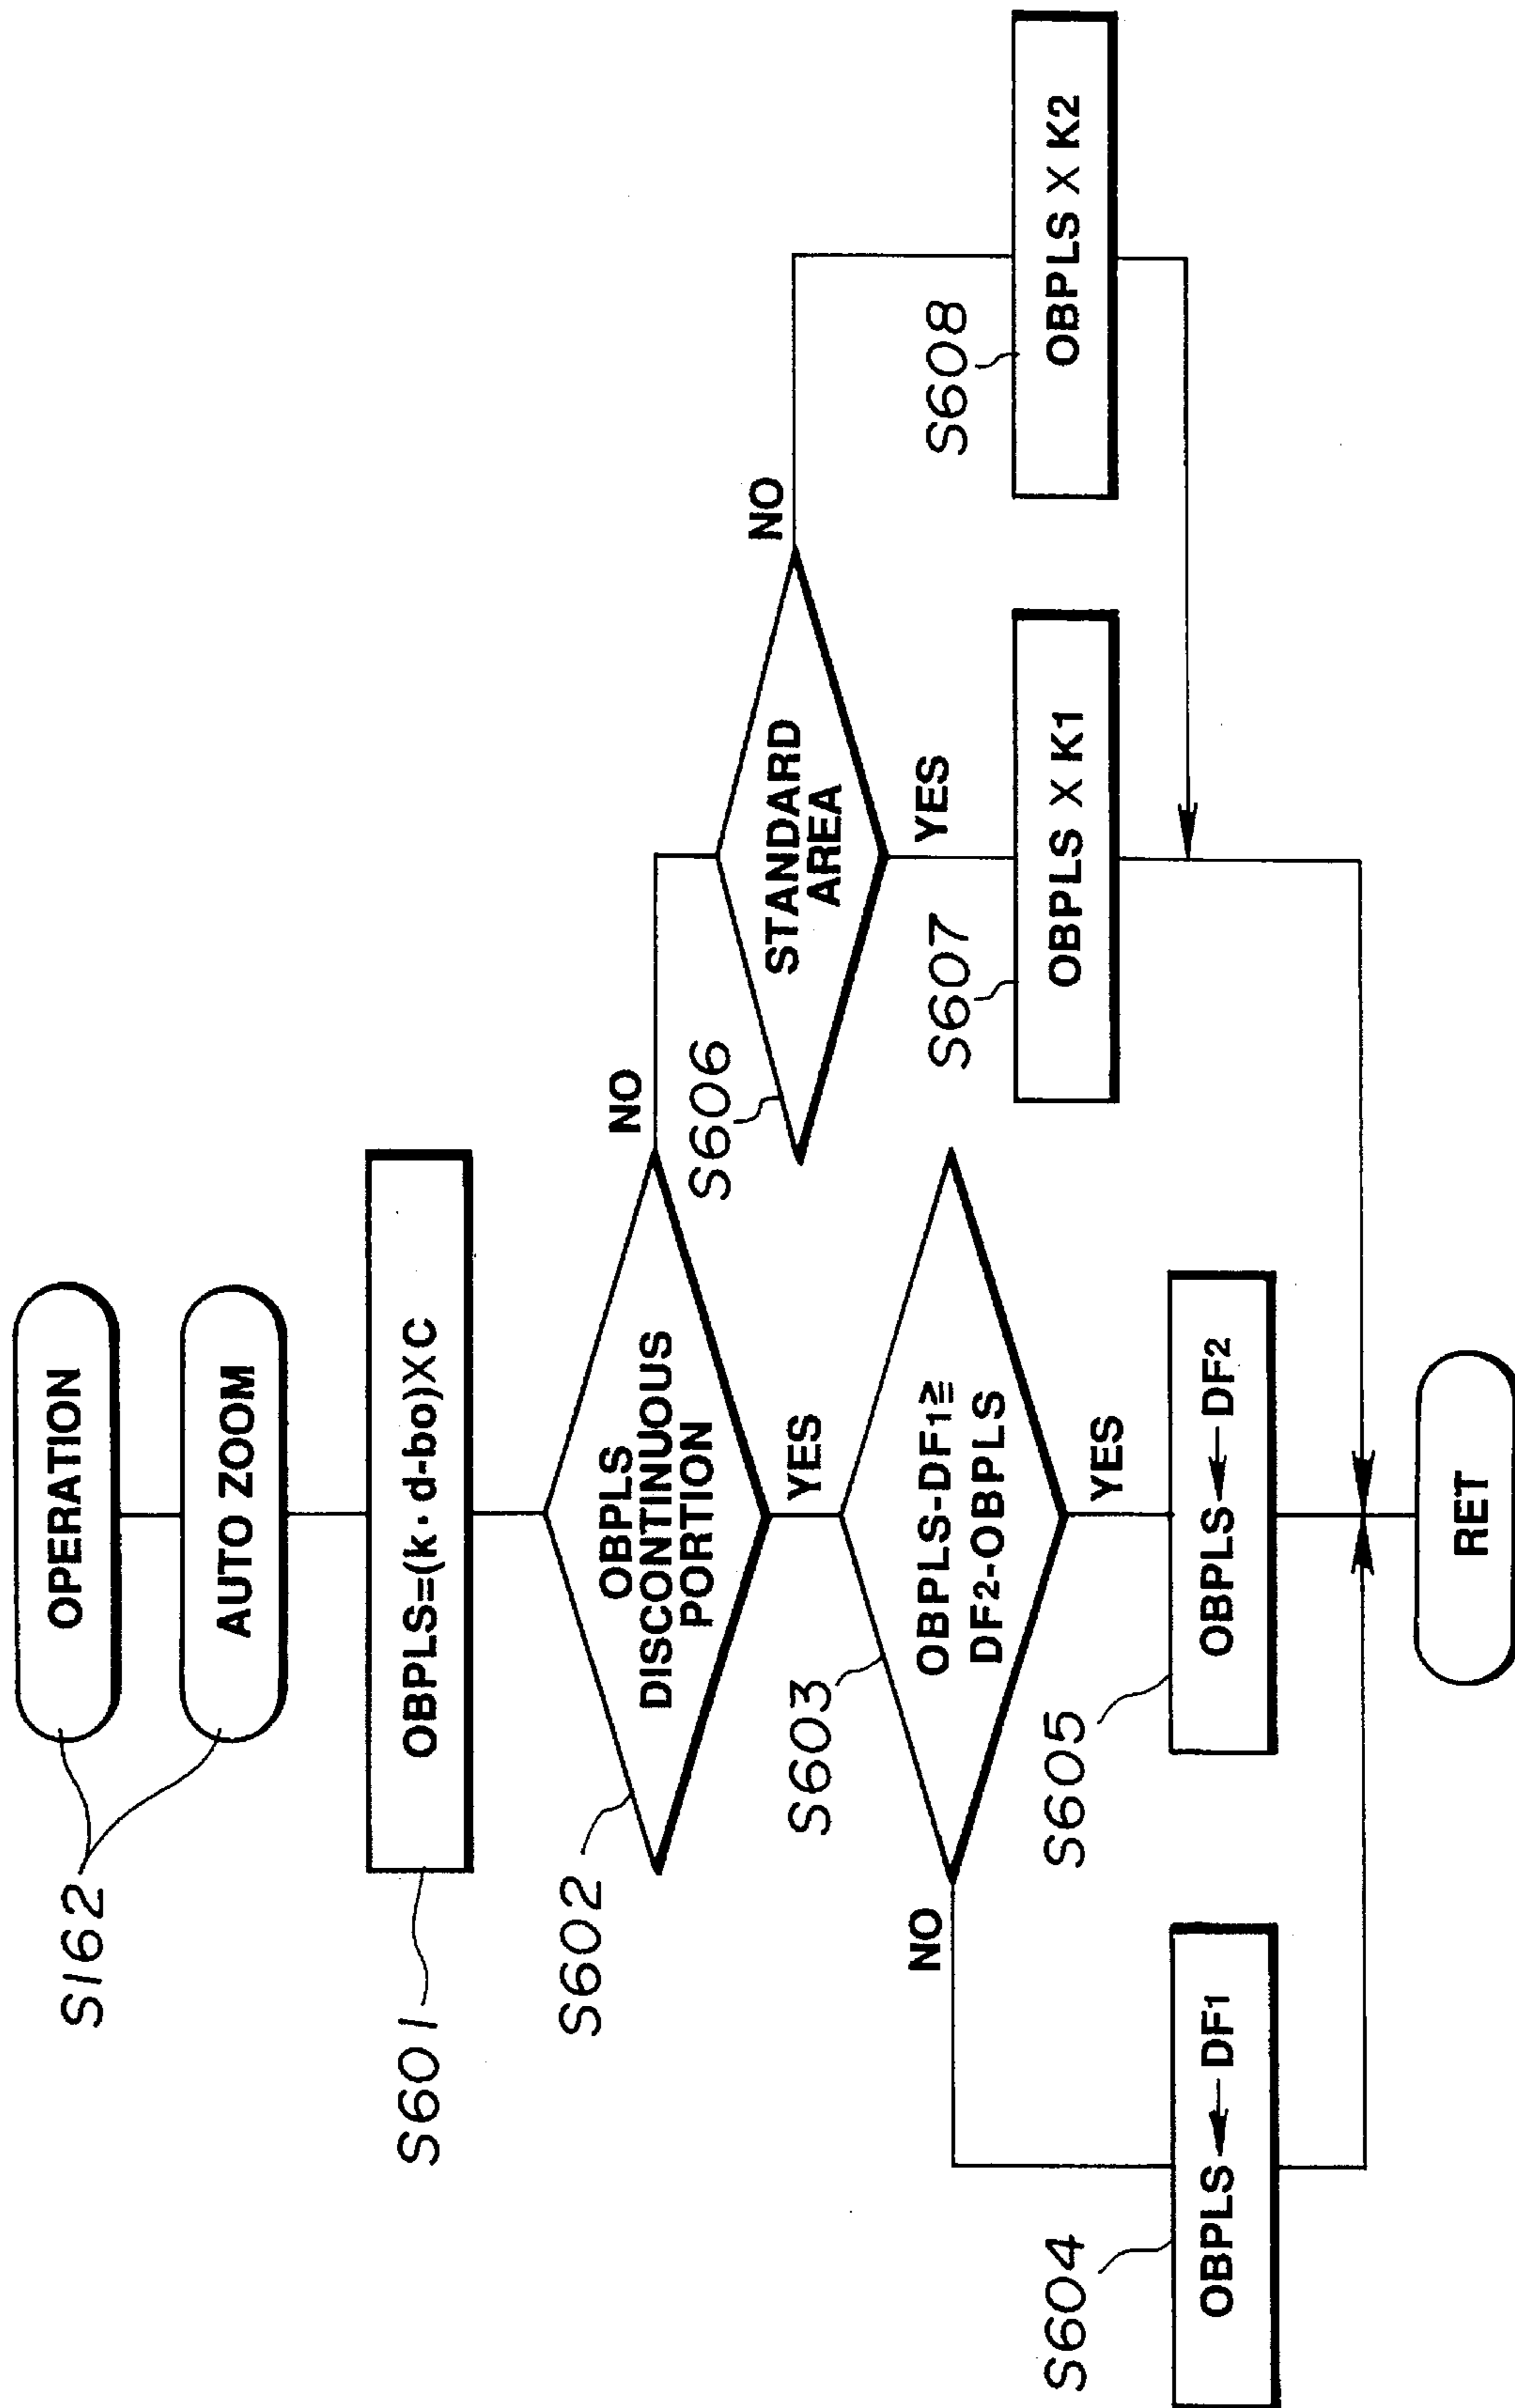 S162
OPERATION
AUTO ZOOM
S601
OBPLS=(k·d-bo)XC
S602
OBPLS
DISCONTINUOUS
PORTION
NO
YES
S603
OBPLS-DF1≧
DF2-OBPLS
NO
YES
S604
OBPLS ← DF1
S605
OBPLS ← DF2
S606
STANDARD
AREA
NO
YES
S607
OBPLS X K1
S608
OBPLS X K2
RET